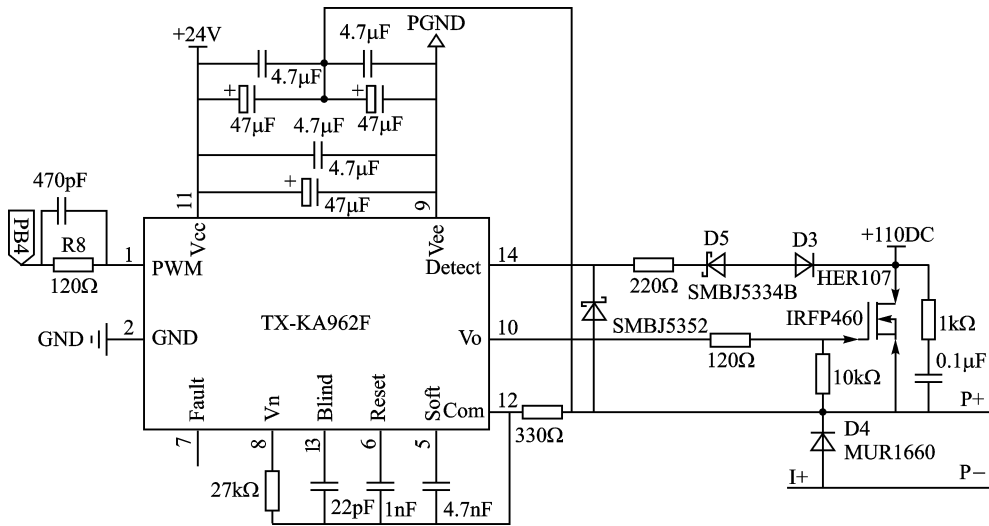 +24V
4.7μF
PGND
4.7μF
+
47μF
+
47μF
4.7μF
4.7μF
+
47μF
470pF
11
9
PB4
R8
120Ω
1
Vcc
Vee
PWM
Detect
14
D5
D3
+110DC
220Ω
SMBJ5334B
HER107
SMBJ5352
IRFP460
1kΩ
TX-KA962F
GND
2
GND
Vo
10
120Ω
10kΩ
0.1μF
Fault
Vn
Blind
Reset
Soft
Com
12
330Ω
P+
7
8
13
6
5
D4
MUR1660
27kΩ
22pF
1nF
4.7nF
I+
P−